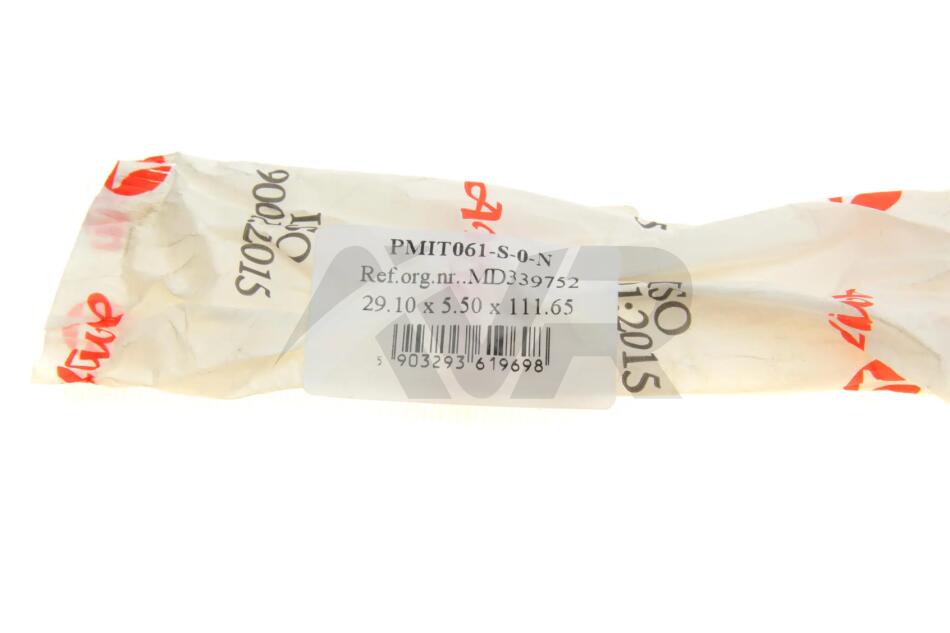 ISO
9001:2015
PMIT061-S-0-N
Ref.org.nr..MD339752
29.10 x 5.50 x 111.65
5 903293 619698
ISO
1:2015